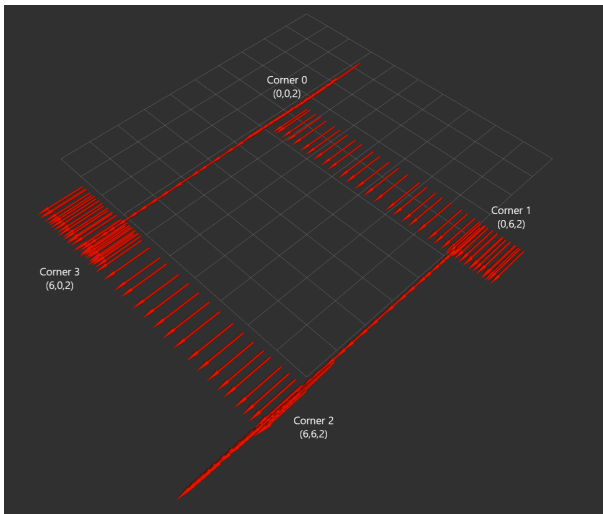 Corner 0
(0,0,2)
Corner 1
(0,6,2)
Corner 3
(6,0,2)
Corner 2
(6,6,2)